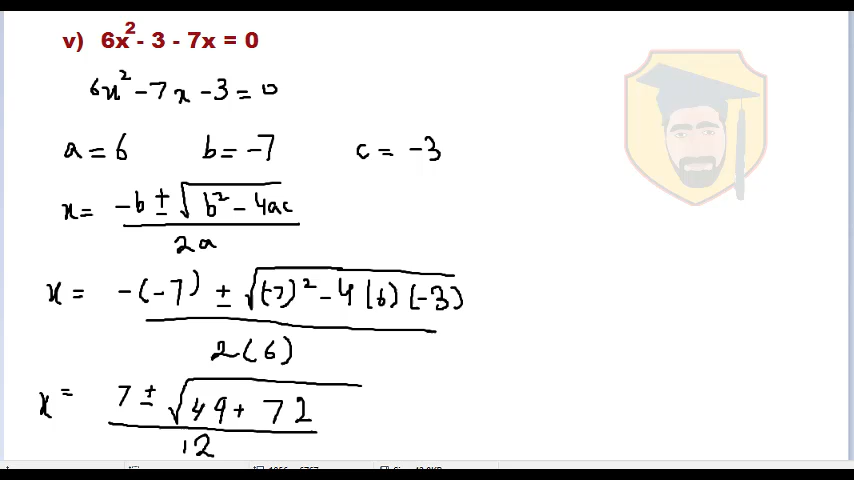 v) 6x² - 3 - 7x = 0
6x² - 7x - 3 = 0
a = 6 b = -7 c = -3
x = (-b ± √(b² - 4ac)) / 2a
x = (-(-7) ± √((-7)² - 4(6)(-3))) / 2(6)
x = (7 ± √(49 + 72)) / 12